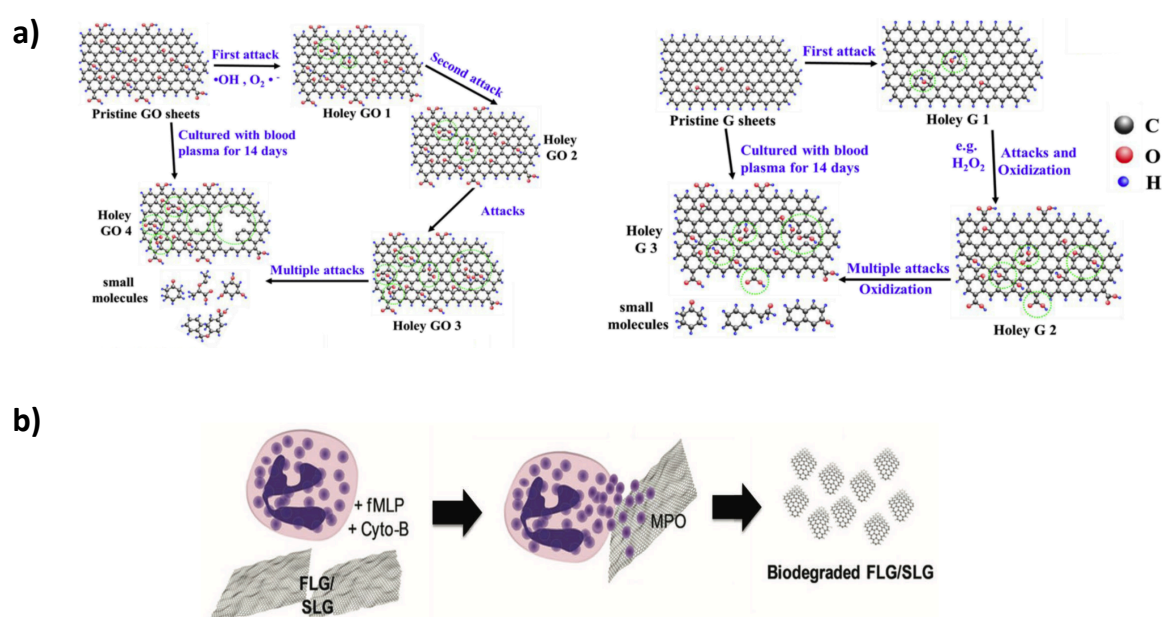 a)
First attack
•OH , O₂ •⁻
Pristine GO sheets
Holey GO 1
Second attack
Holey
GO 2
Cultured with blood
plasma for 14 days
Attacks
Holey
GO 4
Multiple attacks
small
molecules
Holey GO 3
First attack
Pristine G sheets
Holey G 1
Cultured with blood
plasma for 14 days
e.g.
H₂O₂
Attacks and
Oxidization
C
O
H
Holey
G 3
Multiple attacks
Oxidization
small
molecules
Holey G 2
b)
+ fMLP
+ Cyto-B
FLG/
SLG
MPO
Biodegraded FLG/SLG